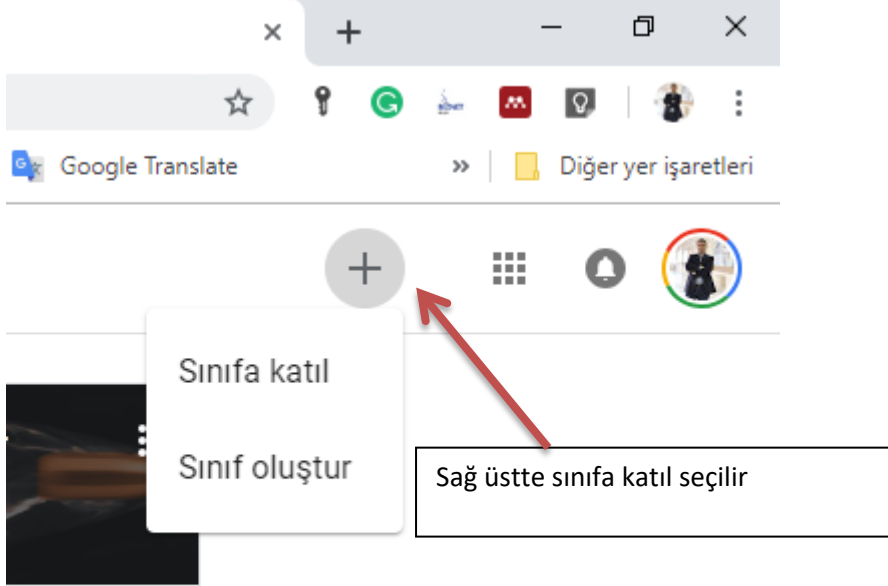 Google Translate
Diğer yer işaretleri
Sınıfa katıl
Sınıf oluştur
Sağ üstte sınıfa katıl seçilir